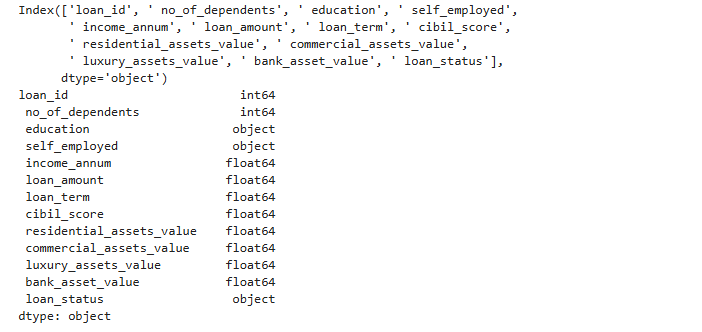 Index(['loan_id', ' no_of_dependents', ' education', ' self_employed',
       ' income_annum', ' loan_amount', ' loan_term', ' cibil_score',
       ' residential_assets_value', ' commercial_assets_value',
       ' luxury_assets_value', ' bank_asset_value', ' loan_status'],
      dtype='object')
loan_id                        int64
 no_of_dependents              int64
 education                    object
 self_employed                object
 income_annum                float64
 loan_amount                 float64
 loan_term                   float64
 cibil_score                 float64
 residential_assets_value    float64
 commercial_assets_value     float64
 luxury_assets_value         float64
 bank_asset_value            float64
 loan_status                  object
dtype: object